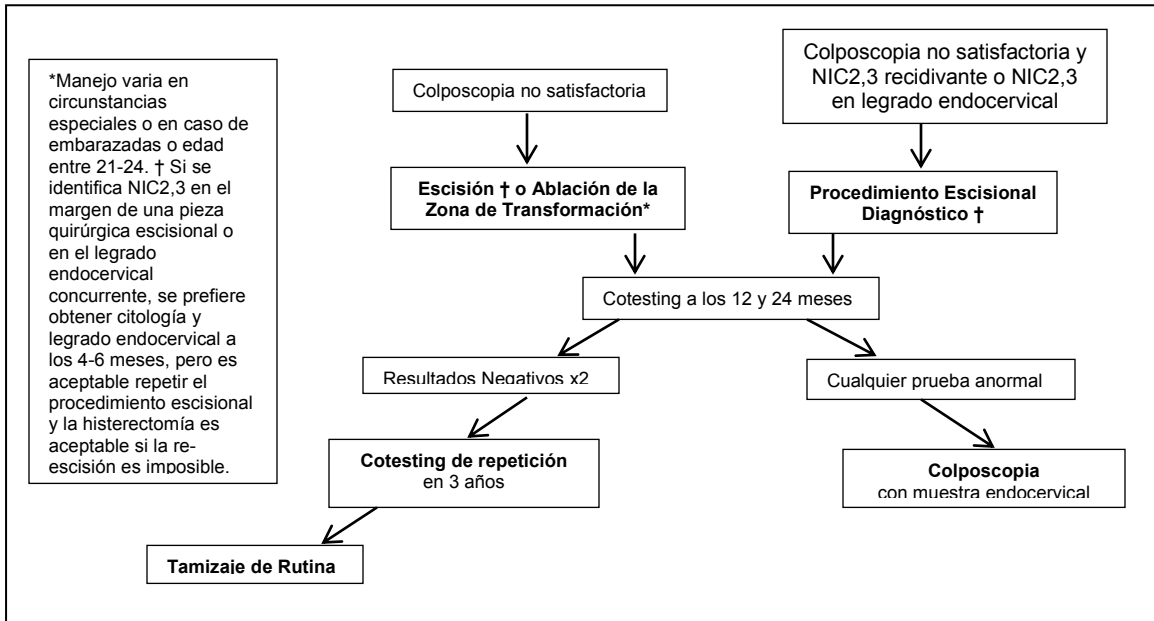 *Manejo varia en
circunstancias
especiales o en caso de
embarazadas o edad
entre 21-24. † Si se
identifica NIC2,3 en el
margen de una pieza
quirúrgica escisional o
en el legrado
endocervical
concurrente, se prefiere
obtener citología y
legrado endocervical a
los 4-6 meses, pero es
aceptable repetir el
procedimiento escisional
y la histerectomía es
aceptable si la re-
escisión es imposible.
Colposcopia no satisfactoria
Colposcopia no satisfactoria y
NIC2,3 recidivante o NIC2,3
en legrado endocervical
Escisión † o Ablación de la
Zona de Transformación*
Procedimiento Escisional
Diagnóstico †
Cotesting a los 12 y 24 meses
Resultados Negativos x2
Cualquier prueba anormal
Cotesting de repetición
en 3 años
Colposcopia
con muestra endocervical
Tamizaje de Rutina